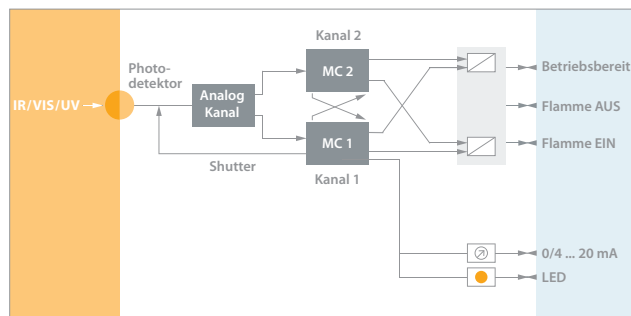 Kanal 2
Photo-
detektor
MC 2
Betriebsbereit
IR/VIS/UV
Analog
Kanal
Flamme AUS
MC 1
Flamme EIN
Shutter
Kanal 1
0/4 ... 20 mA
LED